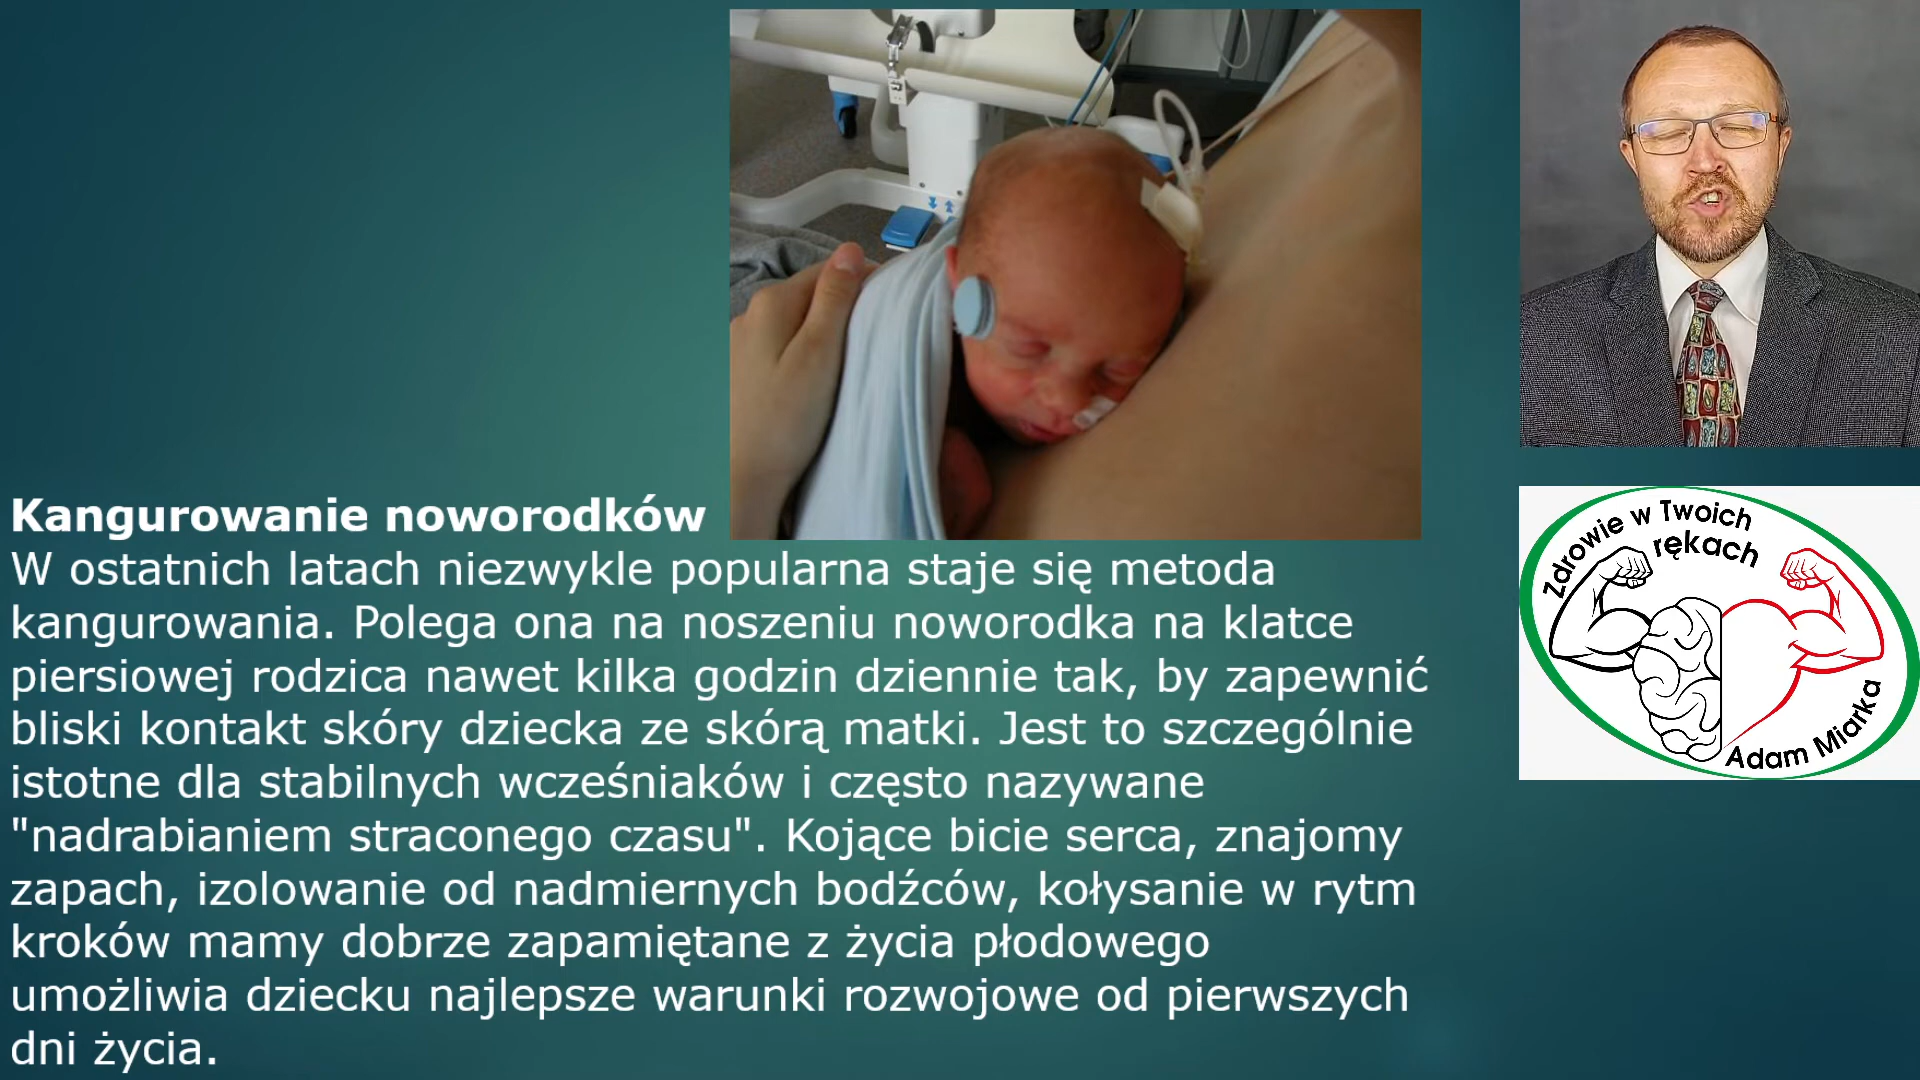 Kangurowanie noworodków
W ostatnich latach niezwykle popularna staje się metoda
kangurowania. Polega ona na noszeniu noworodka na klatce
piersiowej rodzica nawet kilka godzin dziennie tak, by zapewnić
bliski kontakt skóry dziecka ze skórą matki. Jest to szczególnie
istotne dla stabilnych wcześniaków i często nazywane
"nadrabianiem straconego czasu". Kojące bicie serca, znajomy
zapach, izolowanie od nadmiernych bodźców, kołysanie w rytm
kroków mamy dobrze zapamiętane z życia płodowego
umożliwia dziecku najlepsze warunki rozwojowe od pierwszych
dni życia.
Zdrowie w Twoich
rękach
Adam Miarka